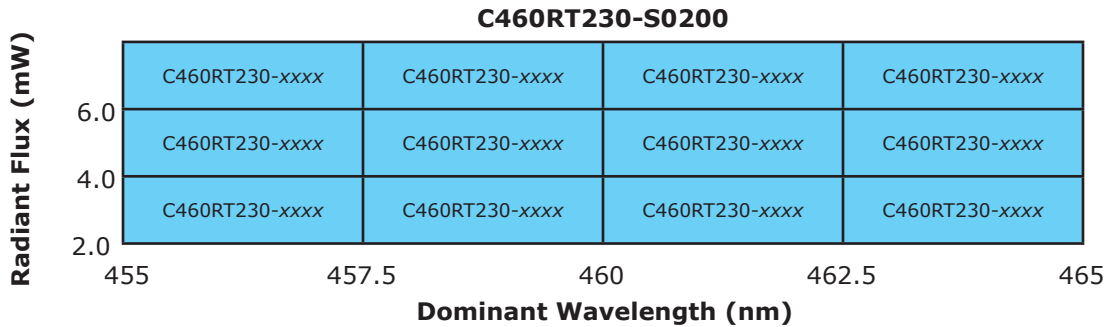 C460RT230-S0200
Radiant Flux (mW)
C460RT230-xxxx C460RT230-xxxx C460RT230-xxxx C460RT230-xxxx
6.0
C460RT230-xxxx C460RT230-xxxx C460RT230-xxxx C460RT230-xxxx
4.0
C460RT230-xxxx C460RT230-xxxx C460RT230-xxxx C460RT230-xxxx
2.0
455 457.5 460 462.5 465
Dominant Wavelength (nm)